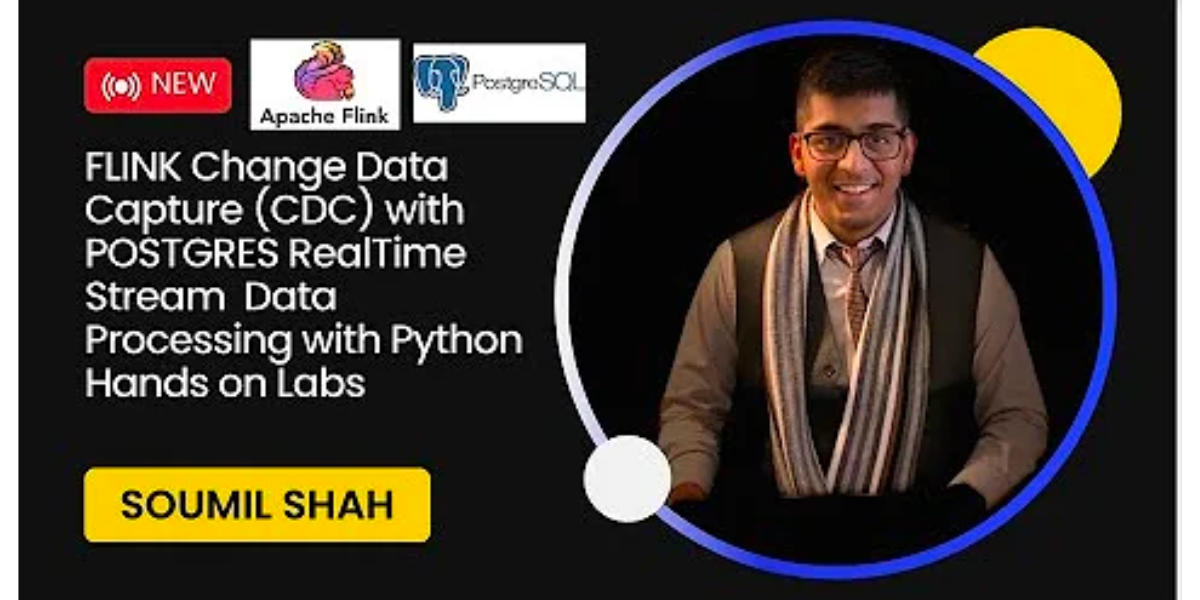 NEW
Apache Flink
PostgreSQL
FLINK Change Data
Capture (CDC) with
POSTGRES RealTime
Stream Data
Processing with Python
Hands on Labs
SOUMIL SHAH